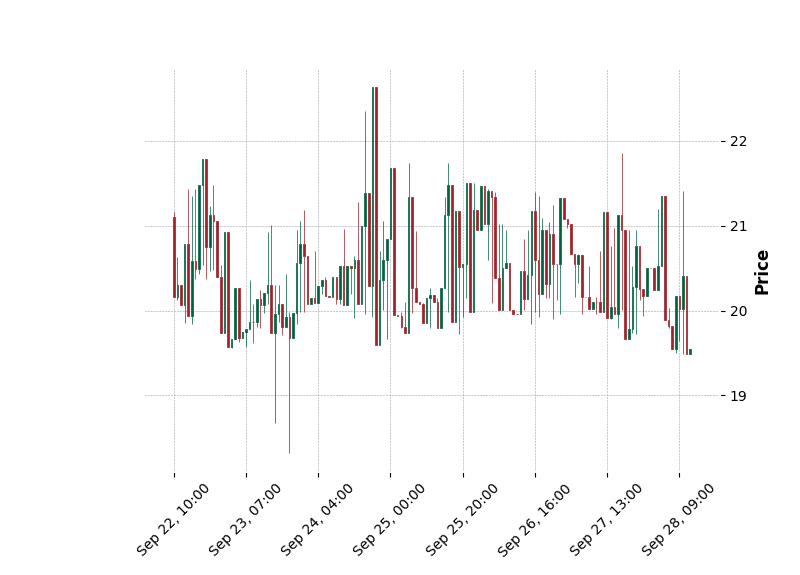 22
21
20
19
Price
Sep 22, 10:00
Sep 23, 07:00
Sep 24, 04:00
Sep 25, 00:00
Sep 25, 20:00
Sep 26, 16:00
Sep 27, 13:00
Sep 28, 09:00